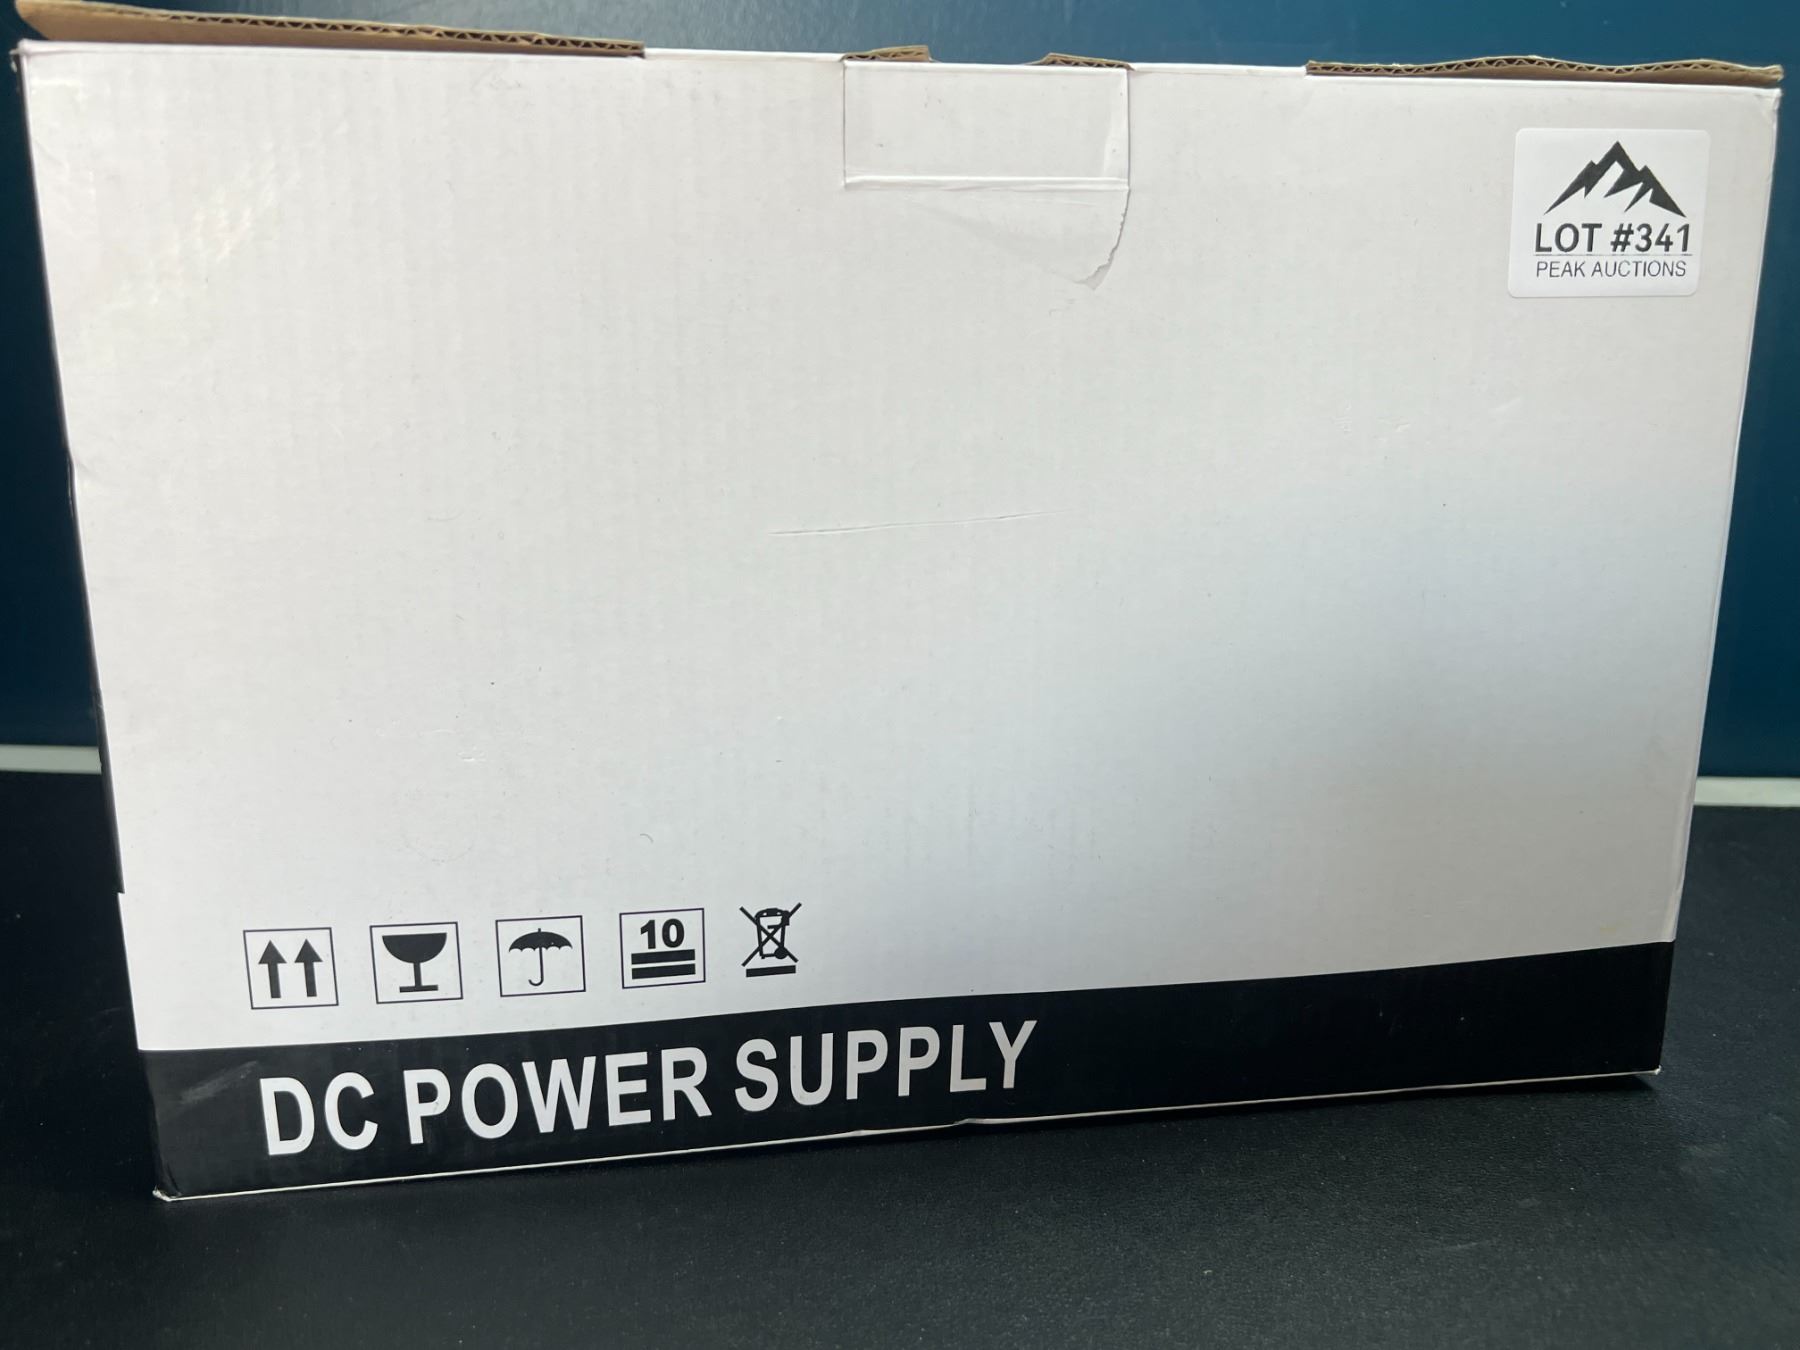 LOT #341
PEAK AUCTIONS
10
DC POWER SUPPLY